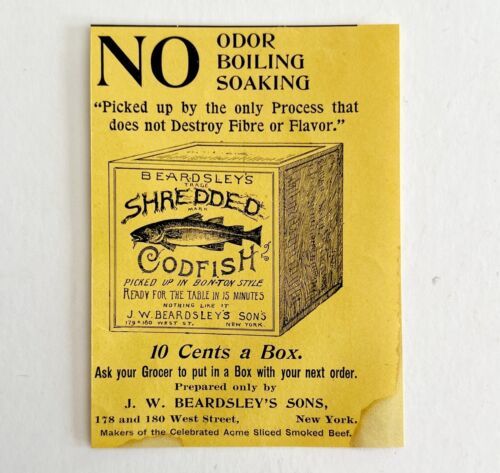 NO ODOR
BOILING
SOAKING
"Picked up by the only Process that
does not Destroy Fibre or Flavor."
BEARDSLEY'S
TRADE
SHREDDED
MARK
CODFISH
PICKED UP IN BON-TON STYLE
READY FOR THE TABLE IN 15 MINUTES
NOTHING LIKE IT
J. W. BEARDSLEY'S SONS
179 & 180 WEST ST. NEW YORK.
10 Cents a Box.
Ask your Grocer to put in a Box with your next order.
Prepared only by
J. W. BEARDSLEY'S SONS,
178 and 180 West Street, New York.
Makers of the Celebrated Acme Sliced Smoked Beef.